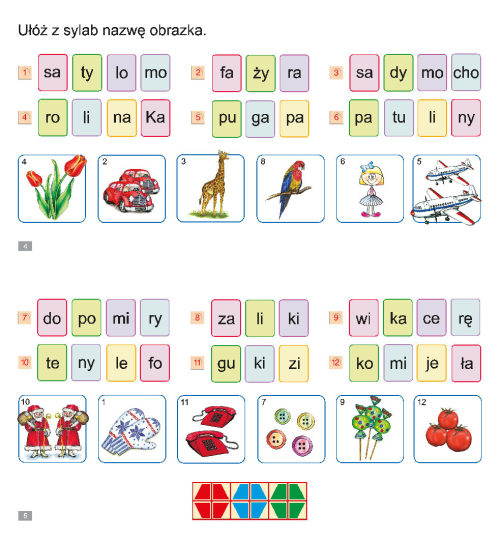 Ułóż z sylab nazwę obrazka.
1 sa ty lo mo 2 fa ży ra 3 sa dy mo cho
4 ro li na Ka 5 pu ga pa 6 pa tu li ny
4 2 3 8 6 5
4
7 do po mi ry 8 za li ki 9 wi ka ce rę
10 te ny le fo 11 gu ki zi 12 ko mi je ła
10 1 11 7 9 12
5